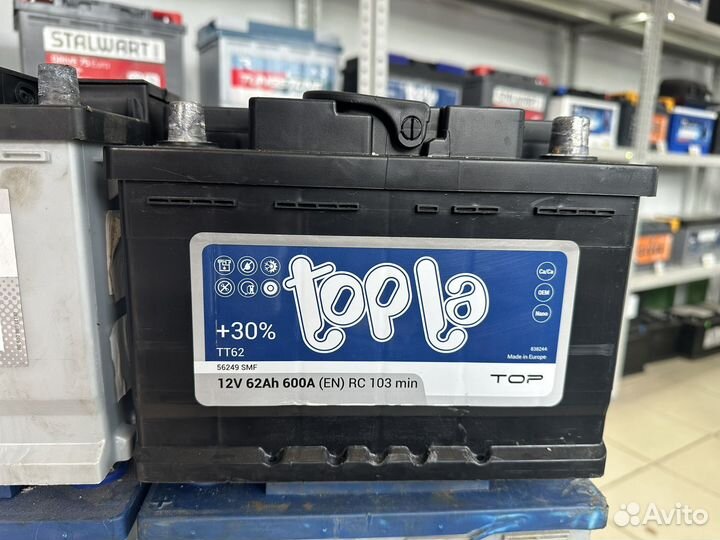 STALWART
topla
Ca/Ca
OEM
Nano
+30%
TT62
56249 SMF
12V 62Ah 600A (EN) RC 103 min
838244
Made in Europe
TOP
Avito